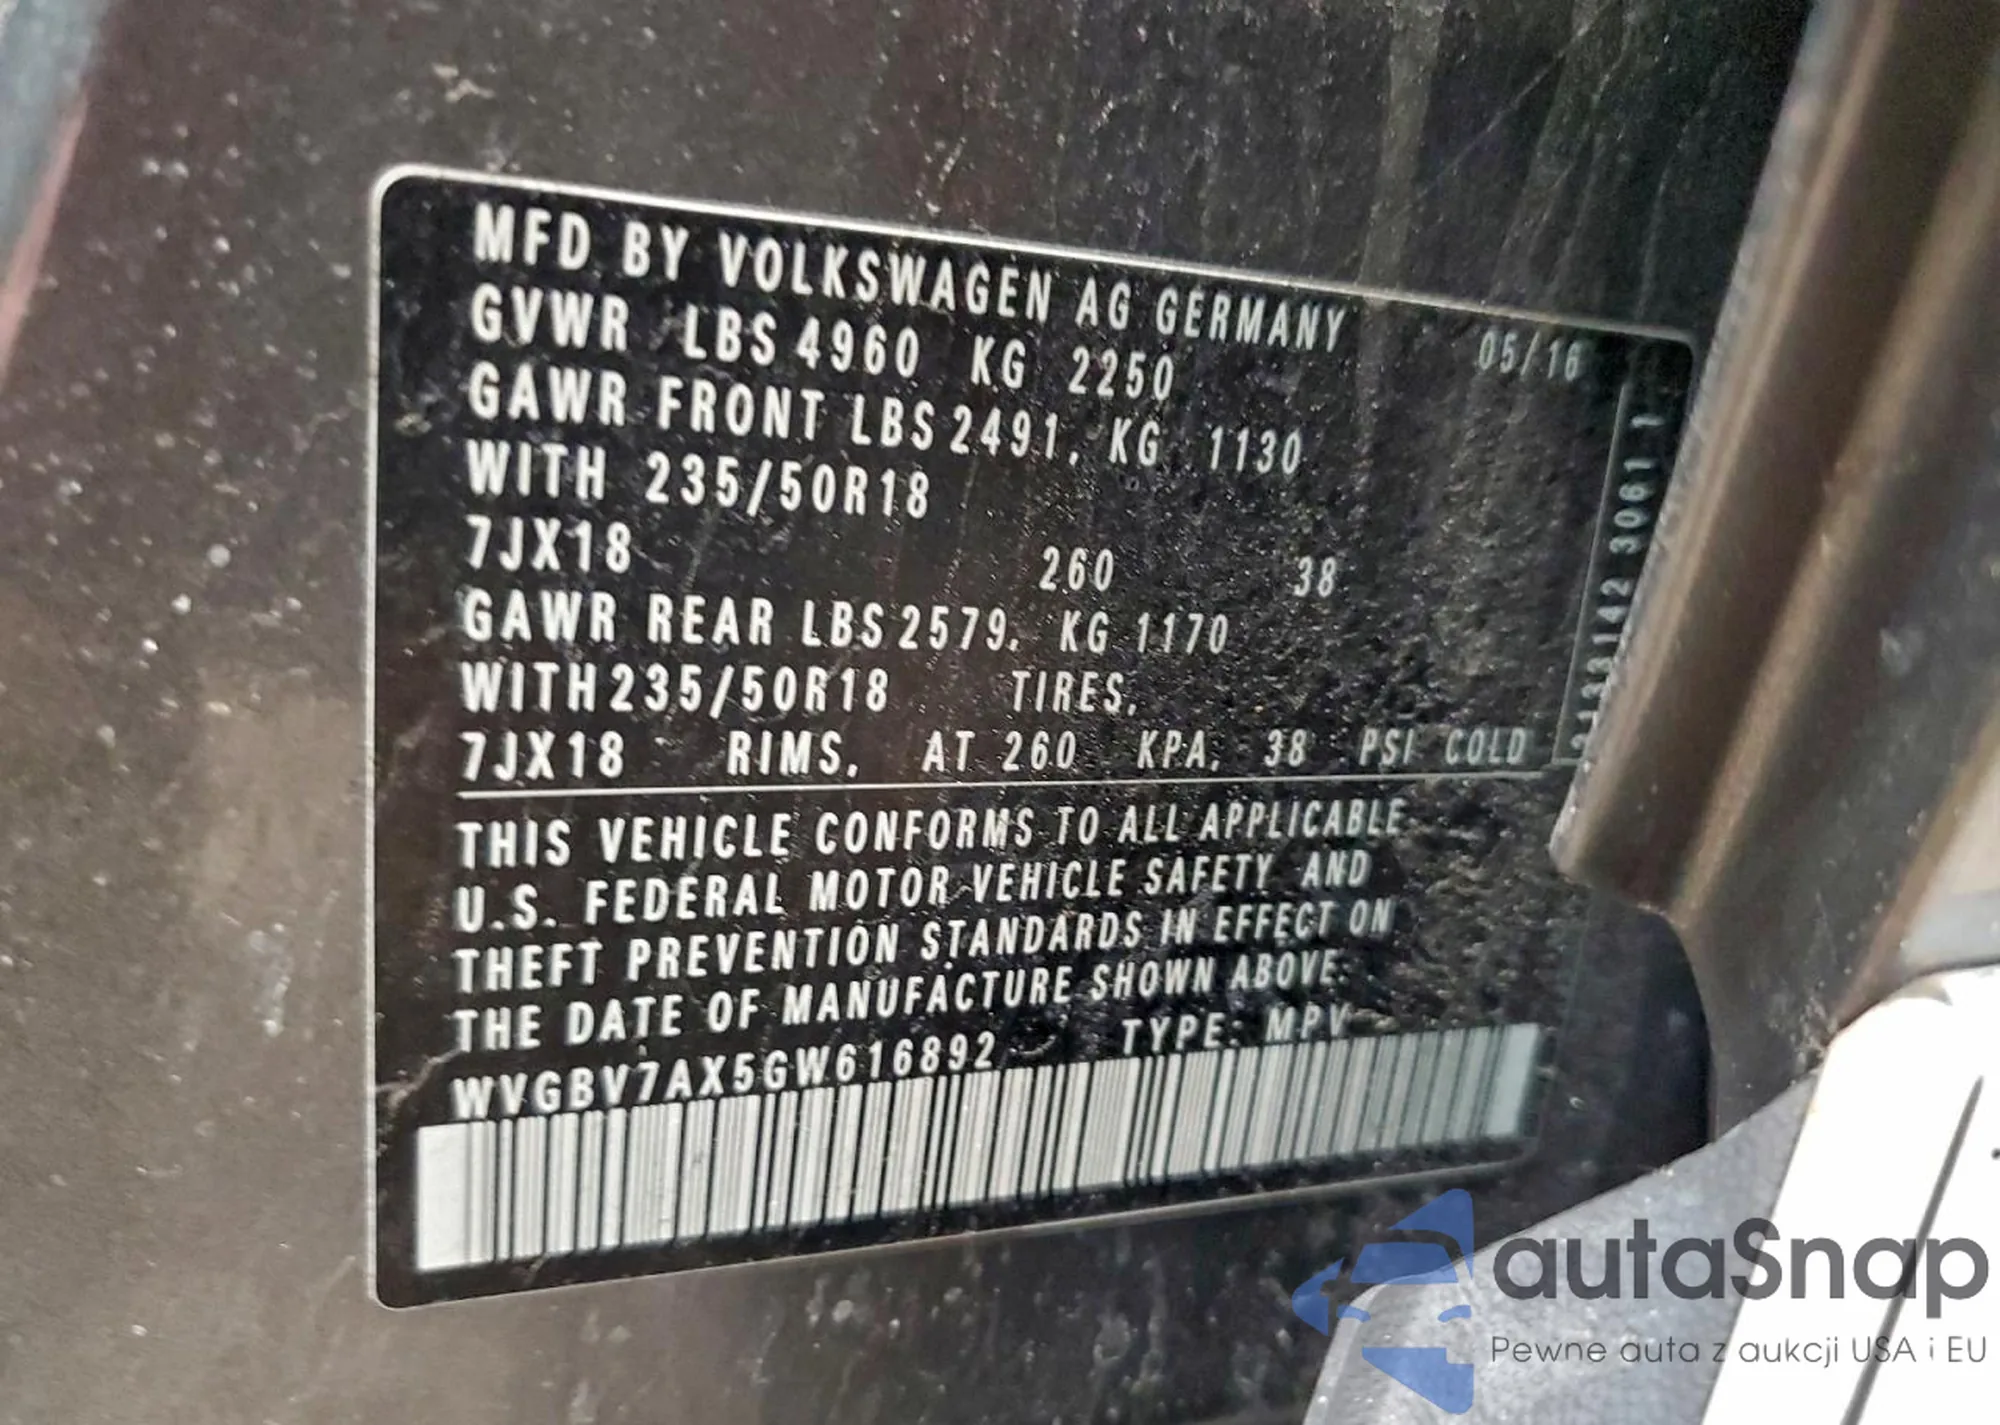 MFD BY VOLKSWAGEN AG GERMANY 05/16
GVWR LBS 4960 KG 2250
GAWR FRONT LBS 2491, KG 1130
WITH 235/50R18
7JX18 260 38
GAWR REAR LBS 2579, KG 1170
WITH 235/50R18 TIRES,
7JX18 RIMS, AT 260 KPA, 38 PSI COLD
THIS VEHICLE CONFORMS TO ALL APPLICABLE
U.S. FEDERAL MOTOR VEHICLE SAFETY AND
THEFT PREVENTION STANDARDS IN EFFECT ON
THE DATE OF MANUFACTURE SHOWN ABOVE.
WVGBV7AX5GW616892 TYPE: MPV
3061 1
autaSnap
Pewne auta z aukcji USA i EU